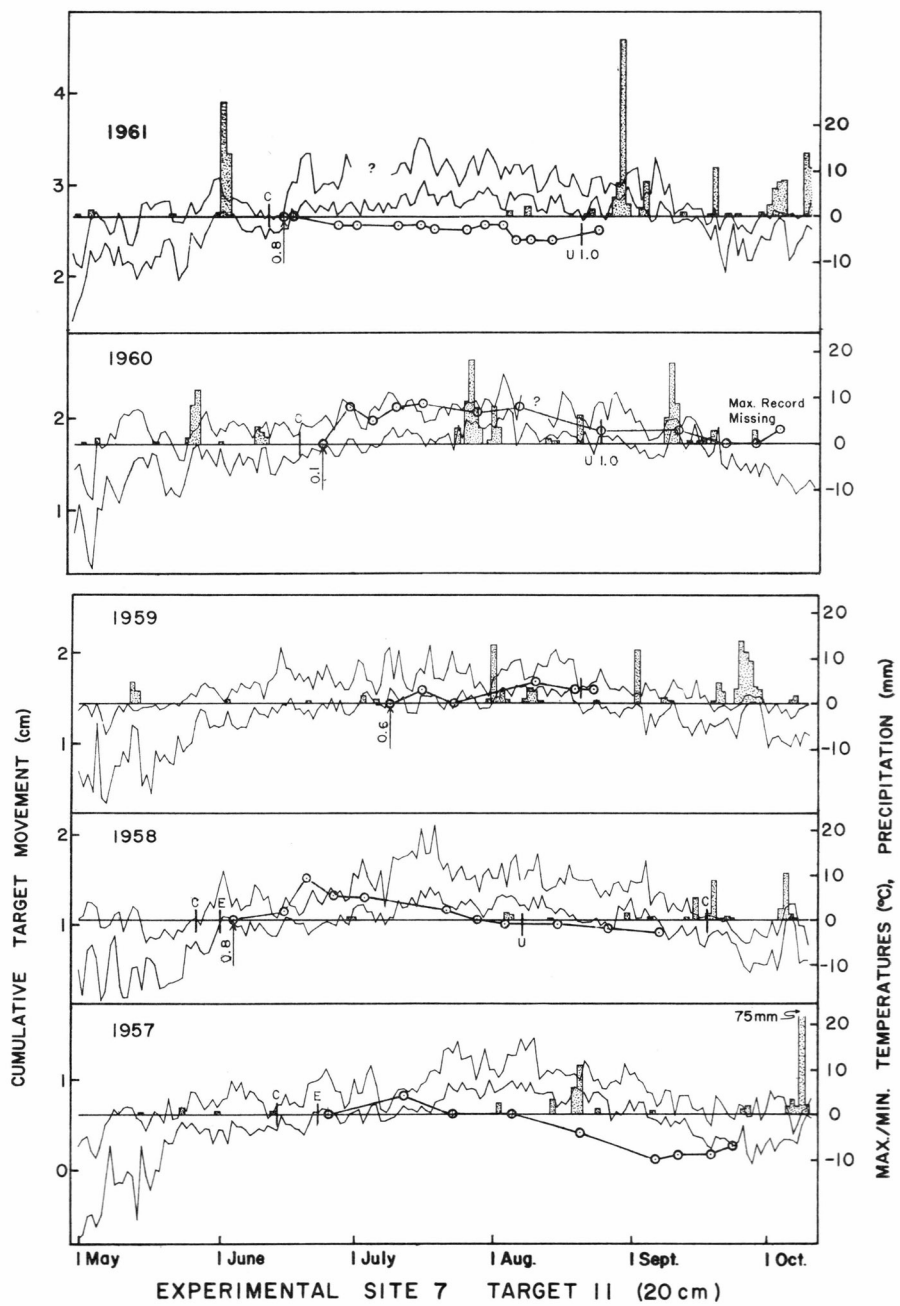 CUMULATIVE TARGET MOVEMENT (cm)
MAX./MIN. TEMPERATURES (°C), PRECIPITATION (mm)
1961
4
3
2
20
10
0
-10
?
C
0.8
U 1.0
1960
2
1
20
10
0
-10
?
C
0.1
U 1.0
Max. Record
Missing
1959
2
1
20
10
0
-10
0.6
1958
2
1
20
10
0
-10
C
E
0.8
U
C
1957
1
0
20
10
0
-10
C
E
75mm
1 May
1 June
1 July
1 Aug.
1 Sept.
1 Oct.
EXPERIMENTAL SITE 7 TARGET 11 (20cm)